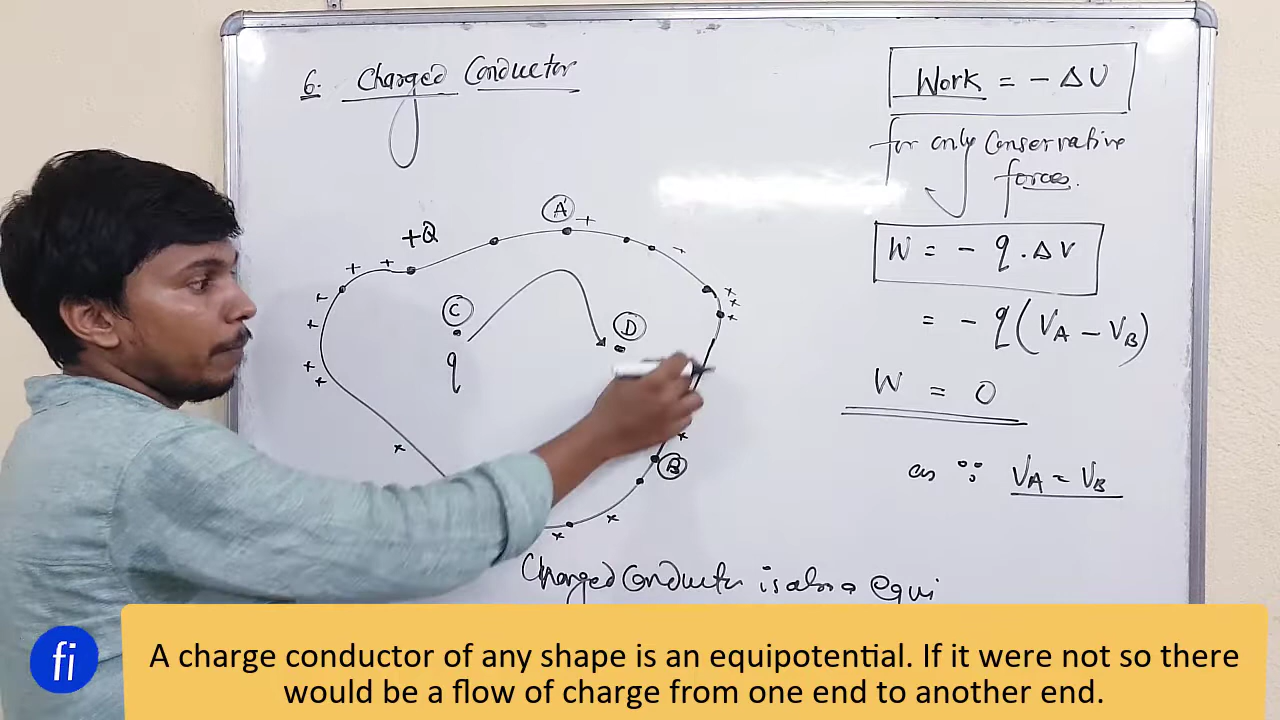 6. Charged Conductor
Work = - ΔU
for only Conservative
forces.
W = - q . ΔV
= - q (VA - VB)
W = 0
as ∵ VA = VB
+Q
A
+
+
+
+
+
+
+
+
+
C
D
q
B
+
+
+
+
+
+
+
Charged Conductor is also a equi
fi
A charge conductor of any shape is an equipotential. If it were not so there
would be a flow of charge from one end to another end.